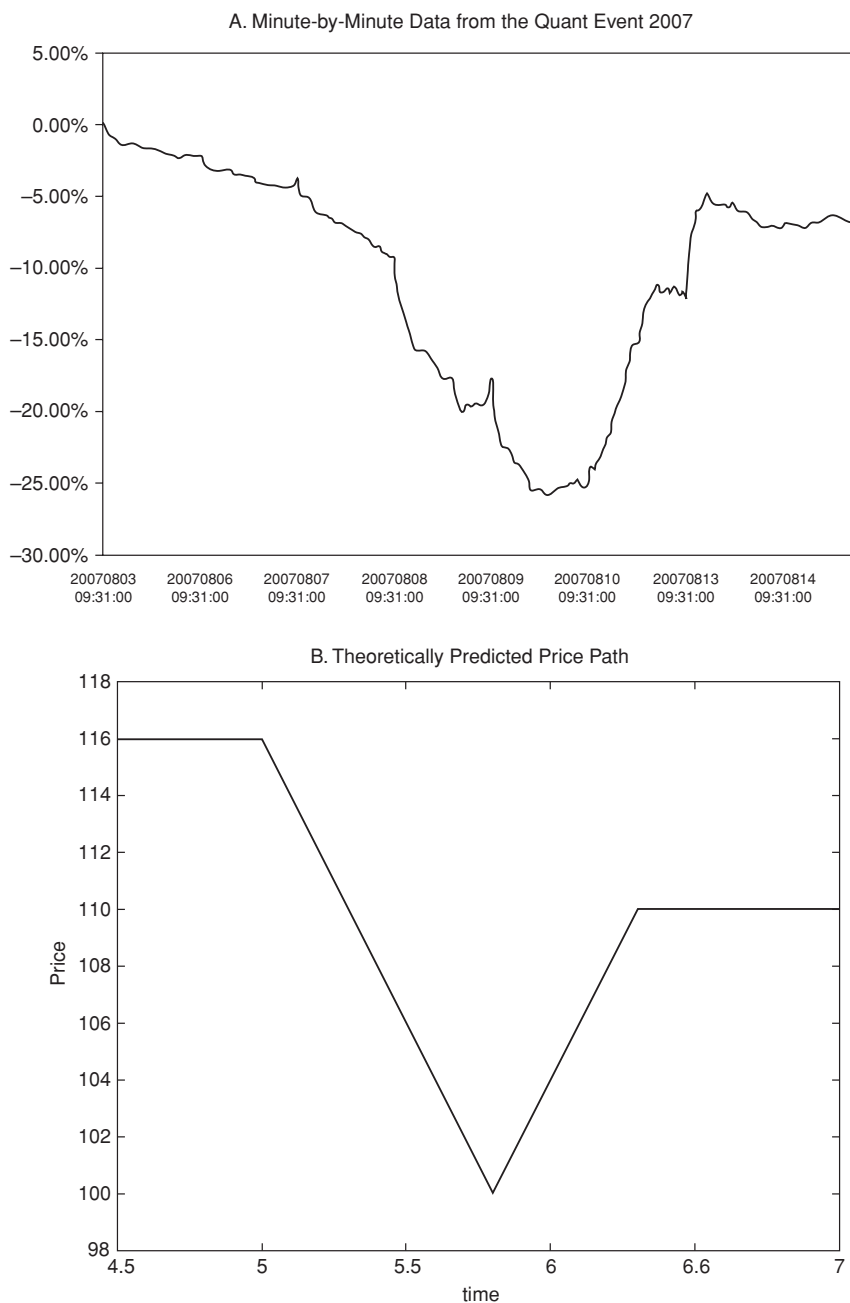 A. Minute-by-Minute Data from the Quant Event 2007
5.00%
0.00%
–5.00%
–10.00%
–15.00%
–20.00%
–25.00%
–30.00%
20070803 20070806 20070807 20070808 20070809 20070810 20070813 20070814
09:31:00 09:31:00 09:31:00 09:31:00 09:31:00 09:31:00 09:31:00 09:31:00
B. Theoretically Predicted Price Path
118
116
114
112
110
108
106
104
102
100
98
Price
4.5 5 5.5 6 6.6 7
time